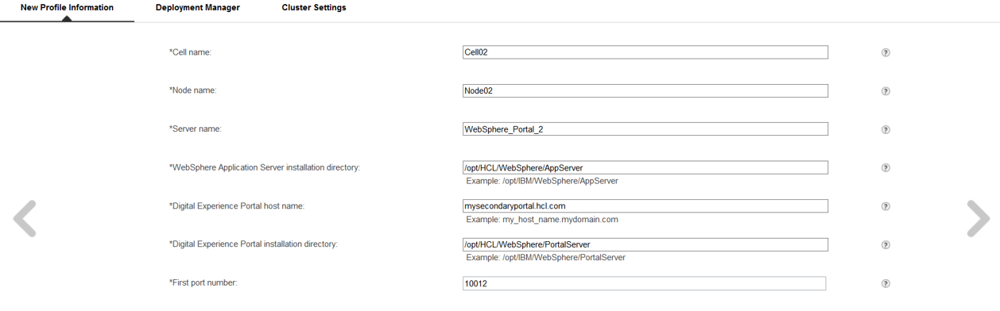 New Profile Information Deployment Manager Cluster Settings
*Cell name: Cell02 ?
*Node name: Node02 ?
*Server name: WebSphere_Portal_2 ?
*WebSphere Application Server installation directory: /opt/HCL/WebSphere/AppServer ?
Example: /opt/IBM/WebSphere/AppServer
*Digital Experience Portal host name: mysecondaryportal.hcl.com ?
Example: my_host_name.mydomain.com
*Digital Experience Portal installation directory: /opt/HCL/WebSphere/PortalServer ?
Example: /opt/IBM/WebSphere/PortalServer
*First port number: 10012 ?